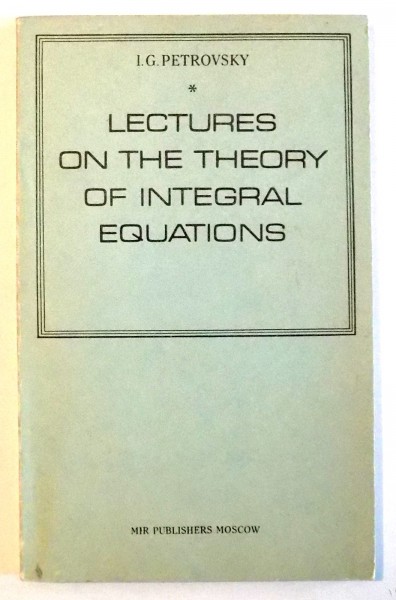 I. G. PETROVSKY
*
LECTURES
ON THE THEORY
OF INTEGRAL
EQUATIONS
MIR PUBLISHERS MOSCOW